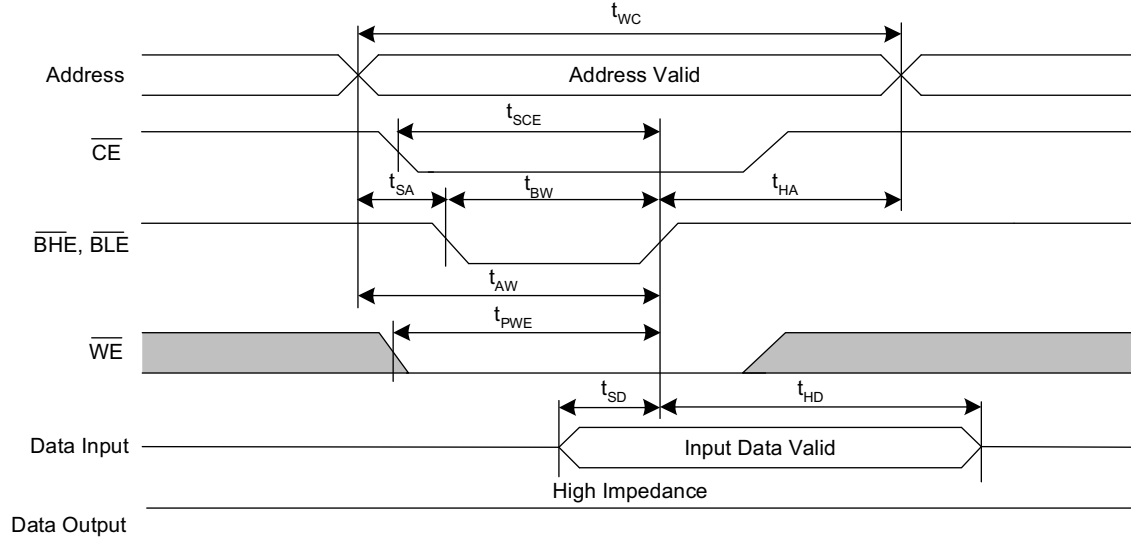 tWC
Address
Address Valid
tSCE
CE
tSA
tBW
tHA
BHE, BLE
tAW
tPWE
WE
tSD
tHD
Data Input
Input Data Valid
High Impedance
Data Output